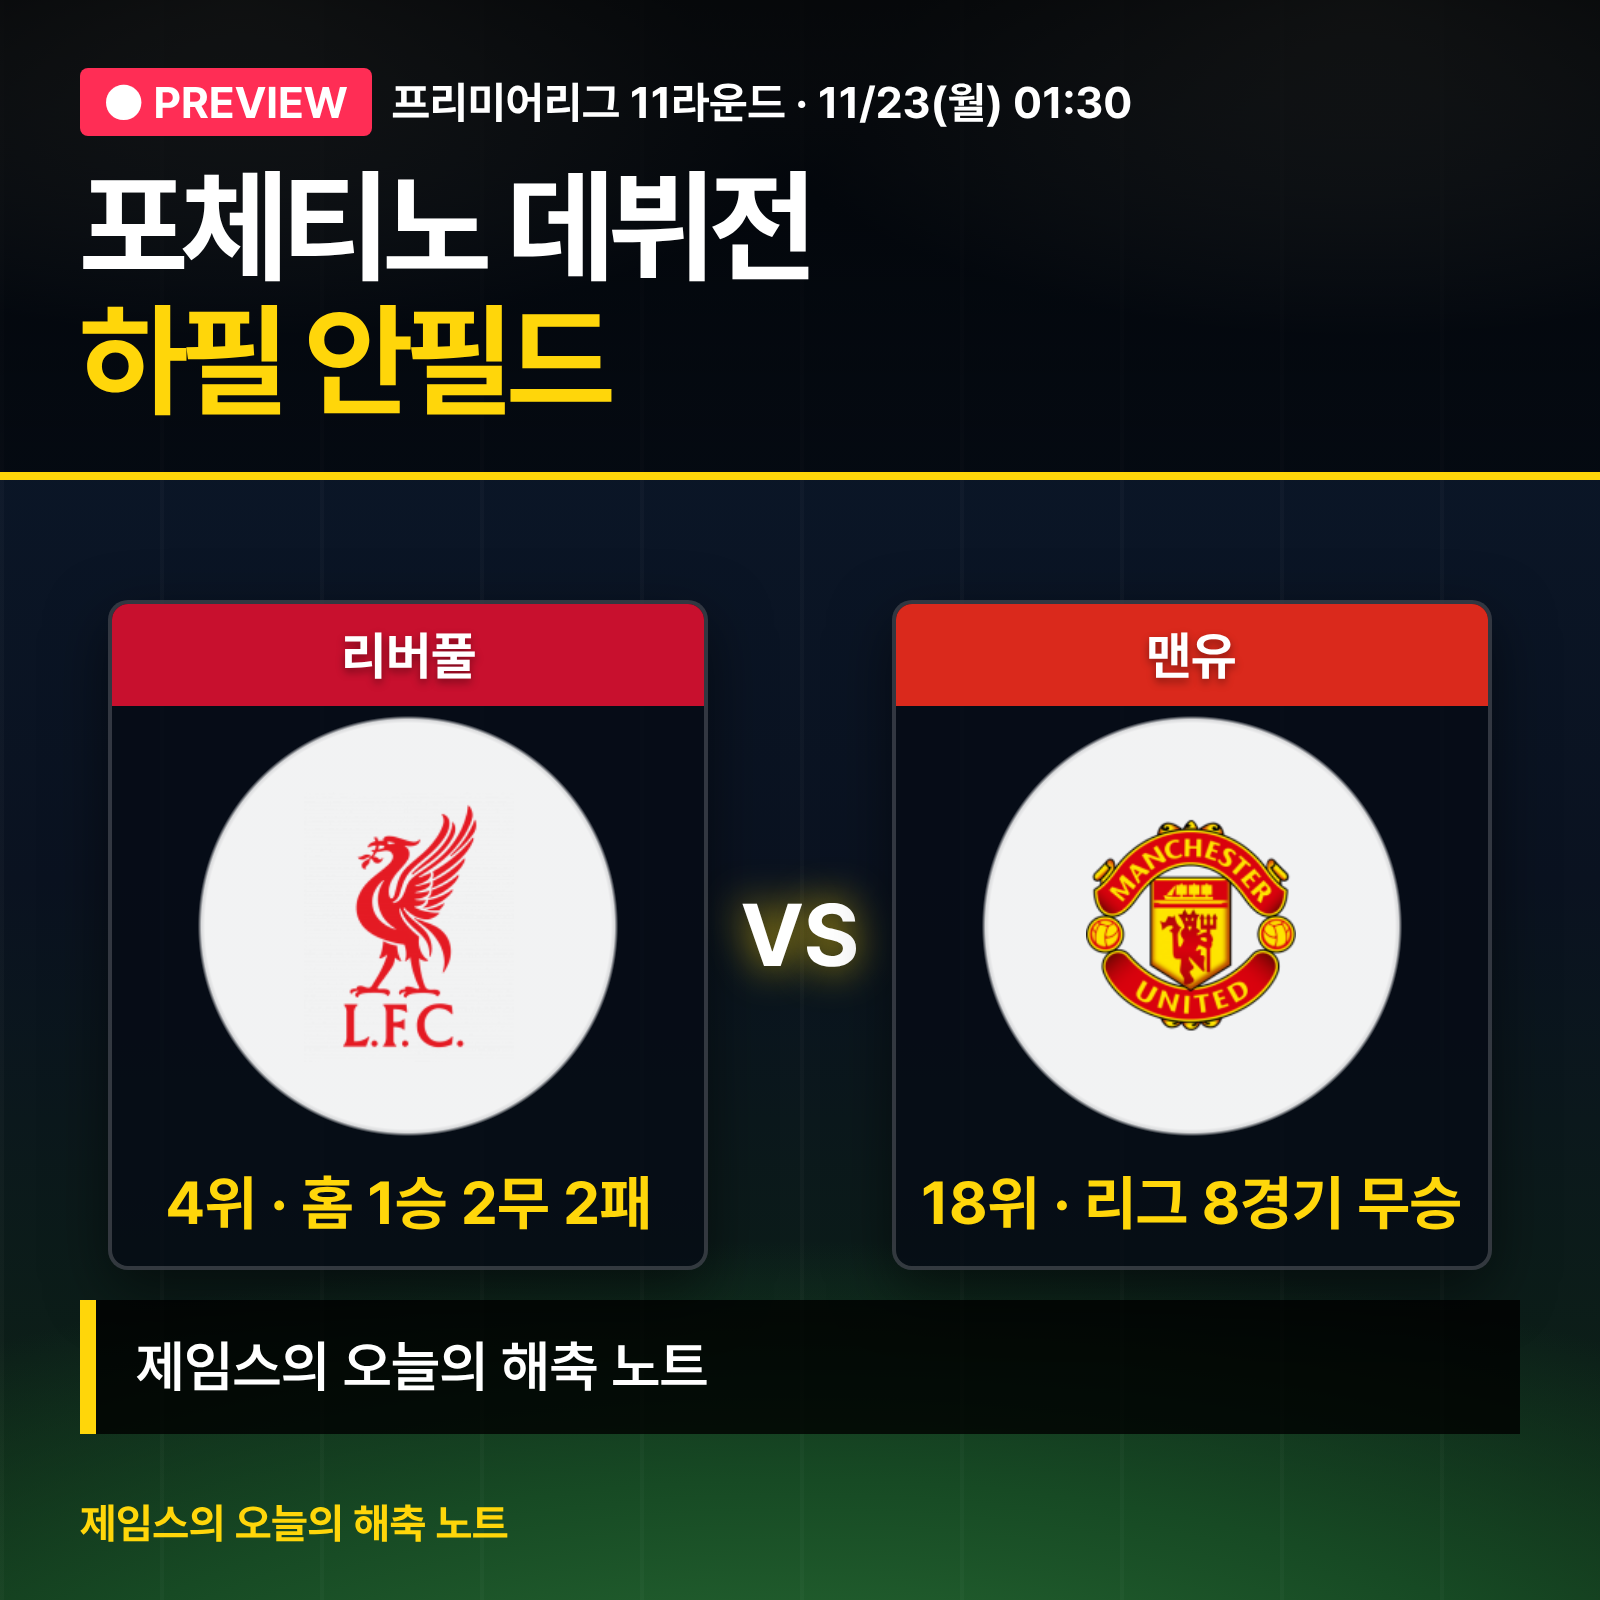 PREVIEW 프리미어리그 11라운드 · 11/23(월) 01:30
포체티노 데뷔전
하필 안필드
리버풀
맨유
L.F.C.
VS
MANCHESTER
UNITED
4위 · 홈 1승 2무 2패
18위 · 리그 8경기 무승
제임스의 오늘의 해축 노트
제임스의 오늘의 해축 노트